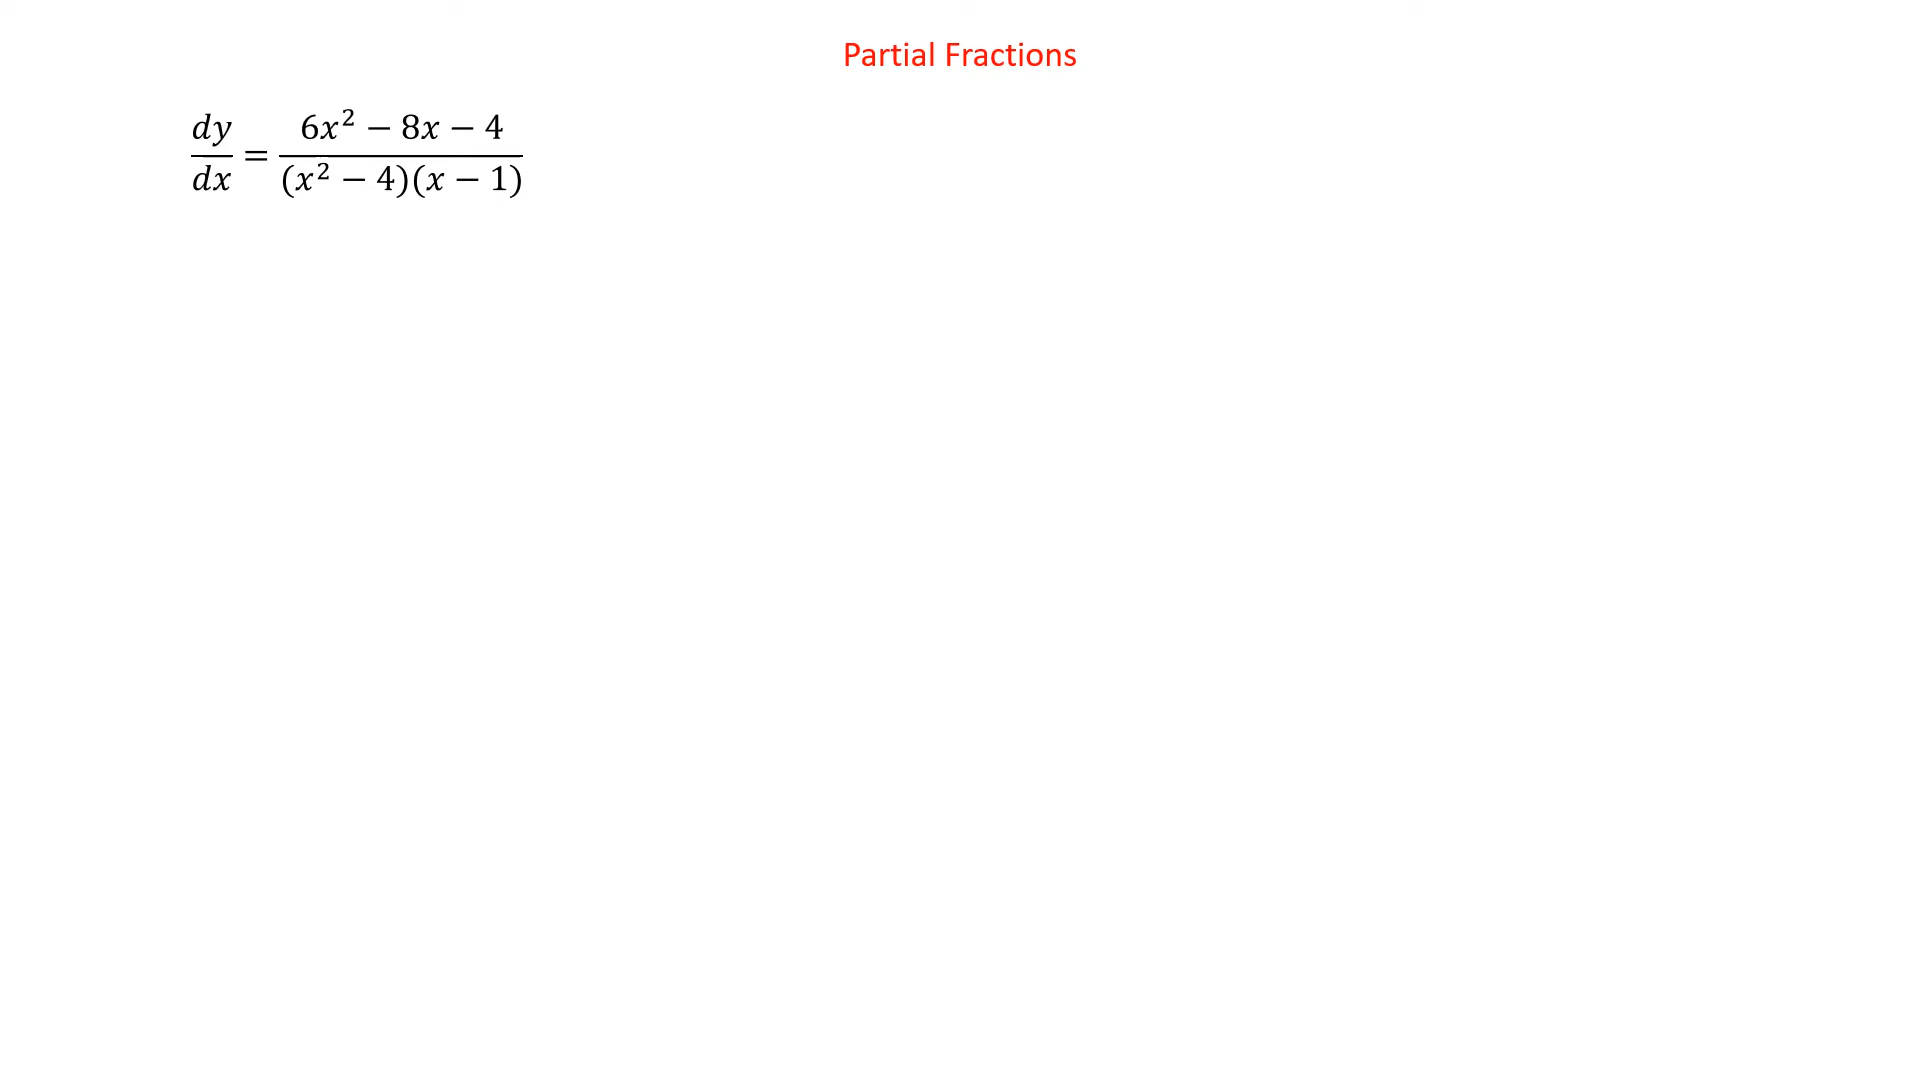 Partial Fractions
dy/dx = (6x² − 8x − 4)/((x² − 4)(x − 1))